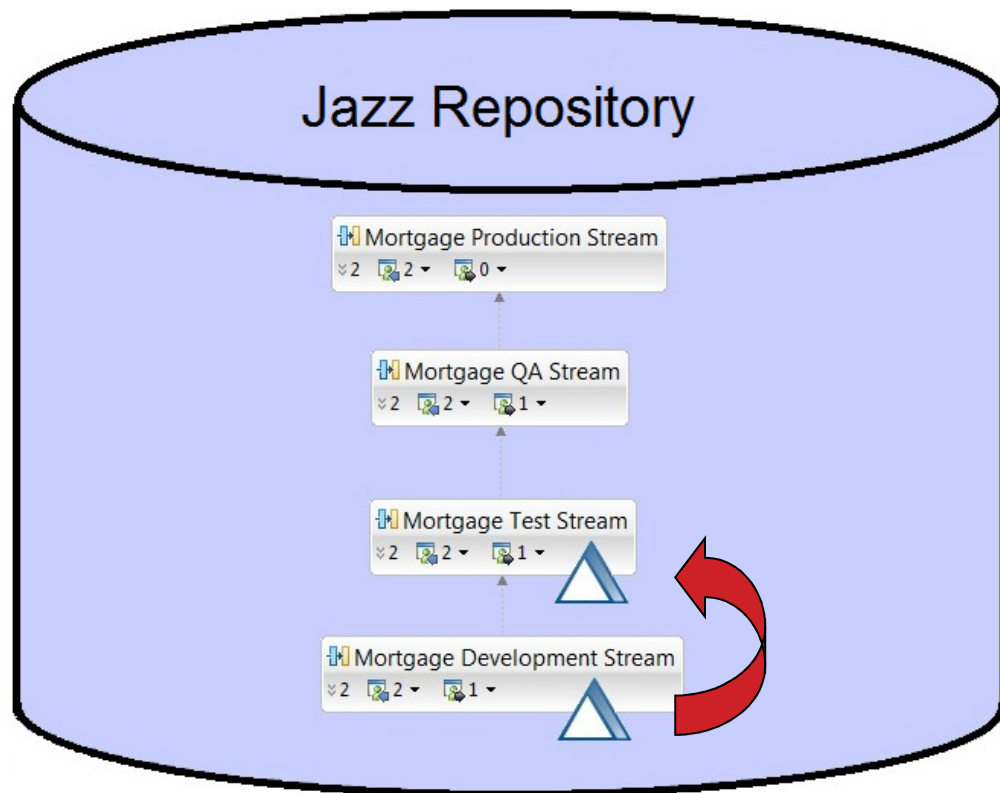 Jazz Repository
Mortgage Production Stream
2 2 0
Mortgage QA Stream
2 2 1
Mortgage Test Stream
2 2 1
Mortgage Development Stream
2 2 1